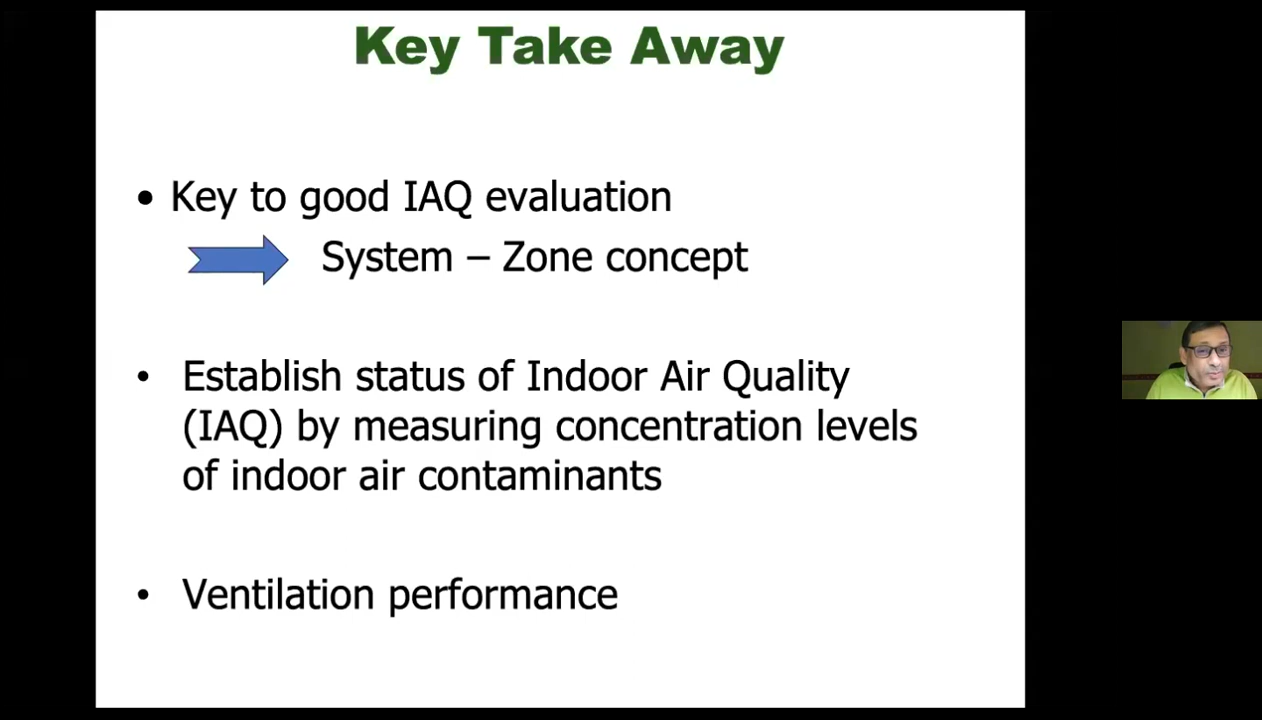 Key Take Away
• Key to good IAQ evaluation
System – Zone concept
• Establish status of Indoor Air Quality
(IAQ) by measuring concentration levels
of indoor air contaminants
• Ventilation performance